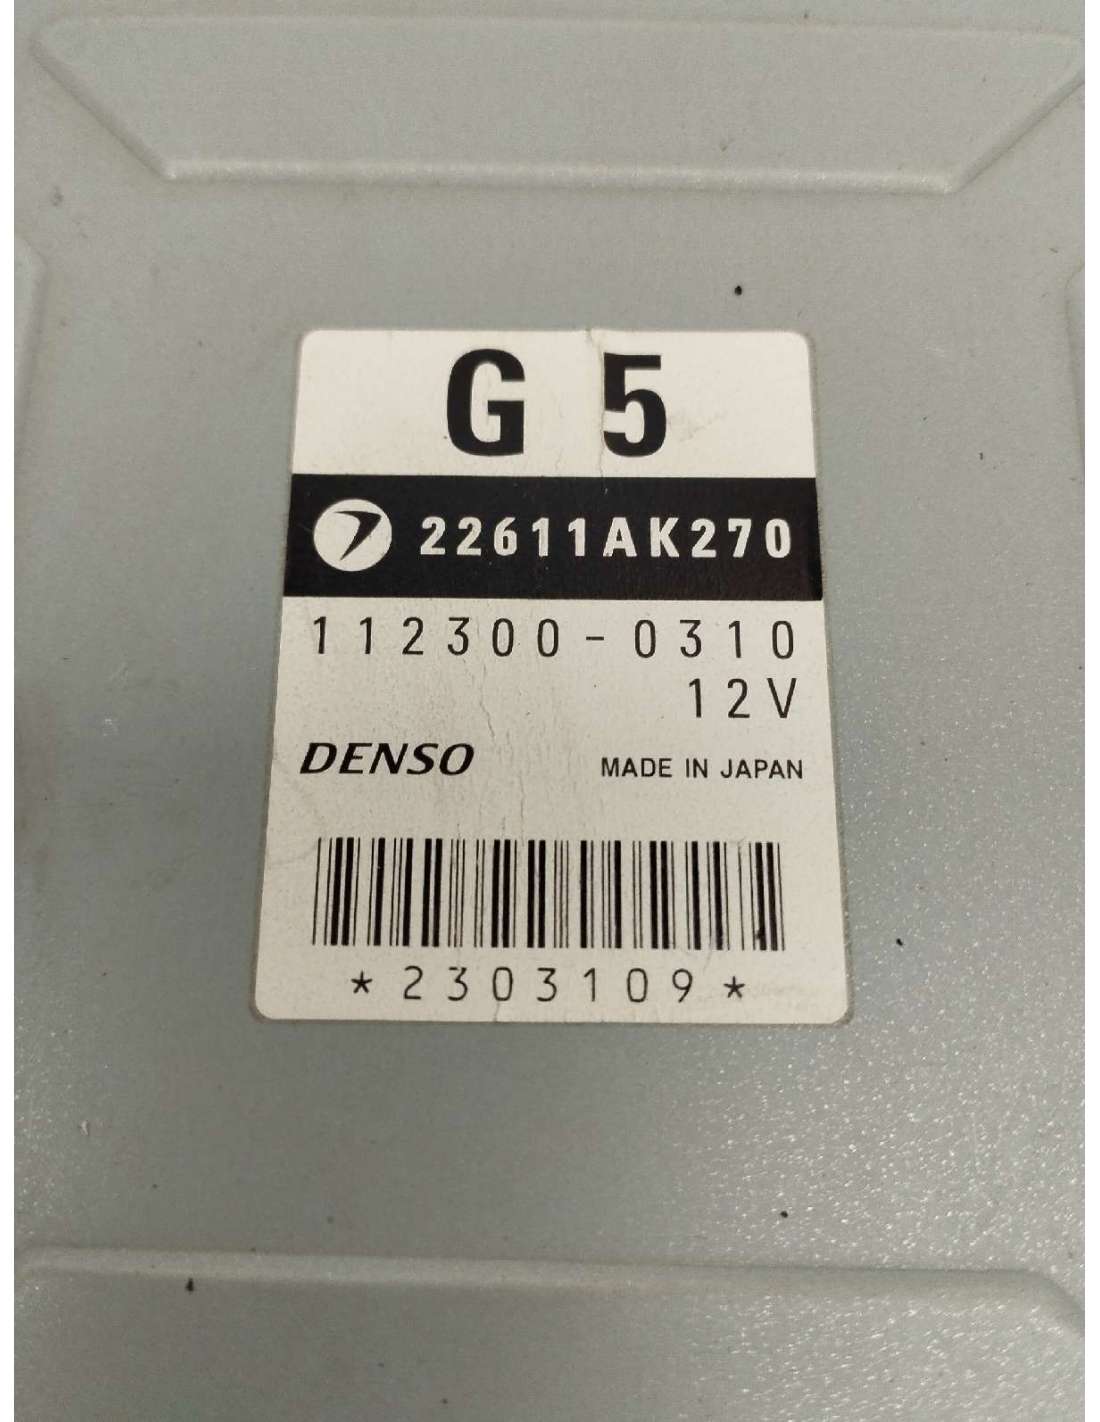 G 5
22611AK270
112300-0310
12V
DENSO MADE IN JAPAN
*2303109*